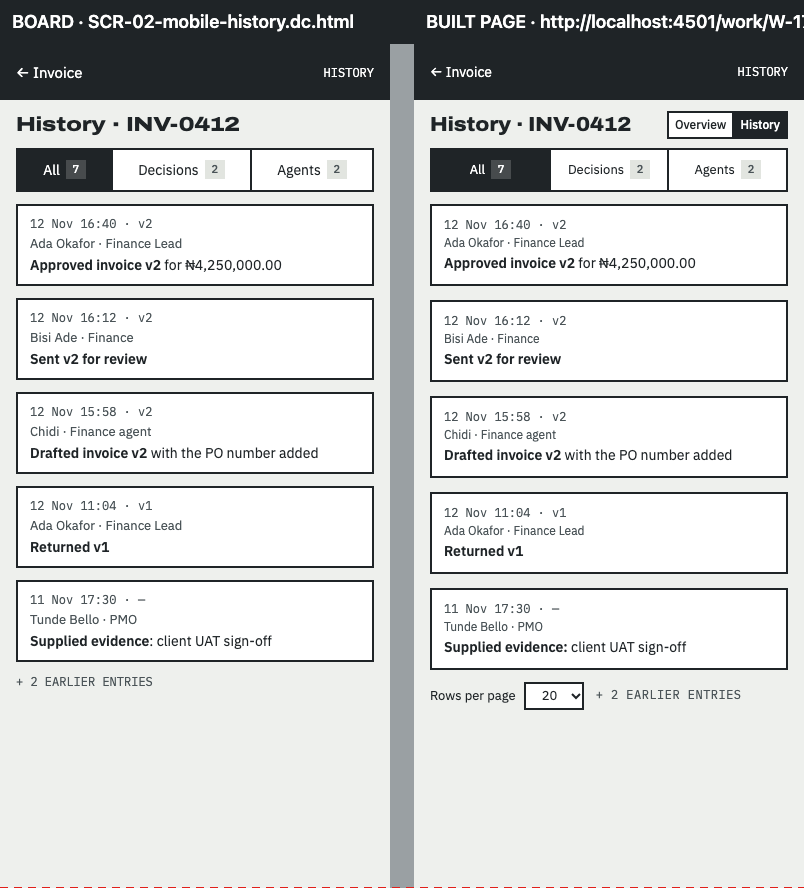 BOARD · SCR-02-mobile-history.dc.html
← Invoice HISTORY
History · INV-0412
All 7 Decisions 2 Agents 2
12 Nov 16:40 · v2
Ada Okafor · Finance Lead
Approved invoice v2 for ₦4,250,000.00
12 Nov 16:12 · v2
Bisi Ade · Finance
Sent v2 for review
12 Nov 15:58 · v2
Chidi · Finance agent
Drafted invoice v2 with the PO number added
12 Nov 11:04 · v1
Ada Okafor · Finance Lead
Returned v1
11 Nov 17:30 · —
Tunde Bello · PMO
Supplied evidence: client UAT sign-off
+ 2 EARLIER ENTRIES
BUILT PAGE · http://localhost:4501/work/W-17
← Invoice HISTORY
History · INV-0412 Overview History
All 7 Decisions 2 Agents 2
12 Nov 16:40 · v2
Ada Okafor · Finance Lead
Approved invoice v2 for ₦4,250,000.00
12 Nov 16:12 · v2
Bisi Ade · Finance
Sent v2 for review
12 Nov 15:58 · v2
Chidi · Finance agent
Drafted invoice v2 with the PO number added
12 Nov 11:04 · v1
Ada Okafor · Finance Lead
Returned v1
11 Nov 17:30 · —
Tunde Bello · PMO
Supplied evidence: client UAT sign-off
Rows per page 20 + 2 EARLIER ENTRIES